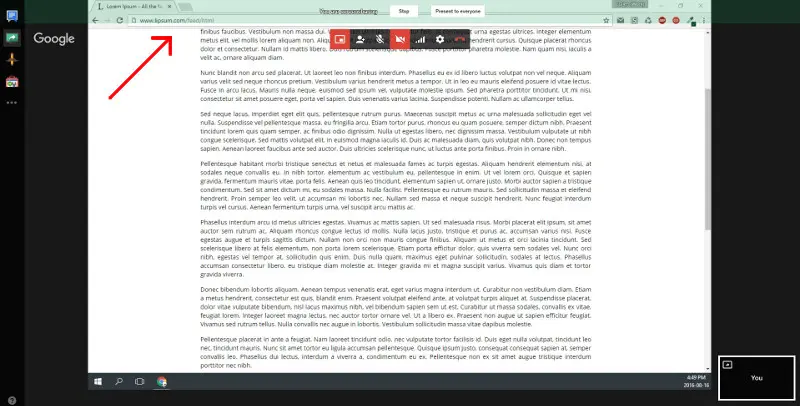 Lorem Ipsum - All the f
You are screensharing
Stop
Present to everyone
www.lipsum.com/feed/html
Google
finibus faucibus. Vestibulum non massa dui.
urna egestas ultrices. Integer elementum
metus elit, vel mollis lorem aliquam non.
ac finibus odio dignissim. Nulla ut egestas libero, nec dignissim massa. Vestibulum vulputate ut nibh
velit ac, ornare aliquam diam.
Nunc blandit non arcu sed placerat. Ut laoreet leo non finibus interdum. Phasellus eu ex id libero luctus volutpat non vel neque. Aliquam
varius velit sed neque rhoncus pretium. Vestibulum hendrerit metus a tempor. Ut in leo eu mauris eleifend posuere id vitae lectus.
Fusce in arcu lacus. Mauris nulla neque, euismod sed ipsum vel, vulputate molestie ipsum. Sed pharetra porttitor tincidunt. Ut mi nisi,
consectetur sit amet posuere eget, porta vel sapien. Duis venenatis varius lacinia. Suspendisse potenti. Nullam ac ullamcorper tellus.
Sed neque lacus, imperdiet eget elit quis, pellentesque rutrum purus. Maecenas suscipit metus ac urna malesuada sollicitudin eget vel
nulla. Suspendisse vel pellentesque massa, eu fringilla arcu. Etiam tortor purus, rhoncus eu quam posuere, semper dictum nibh. Praesent
tincidunt lorem quis quam semper, ac finibus odio dignissim. Nulla ut egestas libero, nec dignissim massa. Vestibulum vulputate ut nibh
congue scelerisque. Sed mattis volutpat elit, in euismod magna iaculis id. Duis ac malesuada diam, quis volutpat nibh. Donec non tempus
sapien. Aenean faucibus ante sed auctor. Duis ultricies scelerisque nunc, ut luctus ante porta finibus. Proin in ornare nibh.
Pellentesque habitant morbi tristique senectus et netus et malesuada fames ac turpis egestas. Aliquam hendrerit elementum nisi, at
sodales neque convallis eu. In nibh tortor, elementum ac vestibulum eu, pellentesque in enim. Ut vel lorem orci. Quisque et sapien
gravida, fermentum mauris vitae, porta felis. Aenean quis leo tincidunt, elementum sapien ut, ornare justo. Morbi auctor sapien a tristique
condimentum. Sed sit amet dictum mi, eu sodales massa. Nulla facilisi. Pellentesque eu rutrum mauris. Sed sollicitudin massa et eleifend
hendrerit. Proin semper leo velit, ut accumsan mi lobortis nec. Nullam sed massa et neque suscipit hendrerit. Nunc feugiat interdum
turpis vel cursus. Aenean fermentum turpis urna, vel suscipit arcu mattis ac.
Phasellus interdum arcu id metus ultricies egestas. Vivamus ac mattis sapien. Ut sed malesuada risus. Morbi placerat elit ipsum, sit amet
auctor sem rutrum ac. Aliquam rhoncus congue lectus id mollis. Nulla lacus justo, tristique et purus ac, accumsan varius nisi. Fusce
egestas augue et turpis sagittis dictum. Nullam non orci non mauris congue finibus. Aliquam ut metus et orci lacinia tincidunt. Sed
scelerisque libero at felis elementum, non porta lorem scelerisque. Etiam porta efficitur dolor, quis viverra sem sodales vel. Nunc orci
nibh, egestas vel tempor at, sollicitudin quis enim. Duis nulla quam, maximus eget pulvinar sollicitudin, sodales at lectus. Phasellus
accumsan consectetur libero, eu tristique diam molestie at. Integer gravida mi et magna suscipit varius. Vivamus quis diam et tortor
gravida viverra.
Donec bibendum lobortis aliquam. Aenean tempus venenatis erat, eget varius magna interdum ut. Curabitur non vestibulum diam. Etiam
a metus hendrerit, consectetur est quis, blandit enim. Praesent volutpat eleifend ante, at volutpat turpis aliquet at. Suspendisse placerat,
dolor vitae vulputate bibendum, nisl lacus maximus nibh, vel bibendum sapien sem ut est. Curabitur ut massa sodales, convallis ex vitae,
feugiat lorem. Integer laoreet magna vel lectus interdum lobortis, nec auctor tortor ornare vel. Ut a libero ex. Praesent non augue ut sapien efficitur feugiat.
Vivamus sed rutrum tellus. Nulla convallis nec augue in lobortis. Vestibulum sollicitudin massa vitae dapibus molestie.
Pellentesque placerat in ante a feugiat. Nam laoreet tincidunt odio, nec vulputate tortor facilisis id. Duis eget nulla volutpat, tincidunt leo
nec, tincidunt mauris. Nunc sit amet tortor eu ligula accumsan pellentesque. Quisque ipsum justo, consequat consequat sapien at, semper
convallis leo. Phasellus dui lectus, interdum a viverra a, condimentum eu ex. Pellentesque non ex sit amet augue tristique interdum
porttitor nec nibh.
4:49 PM
2016-08-16
You